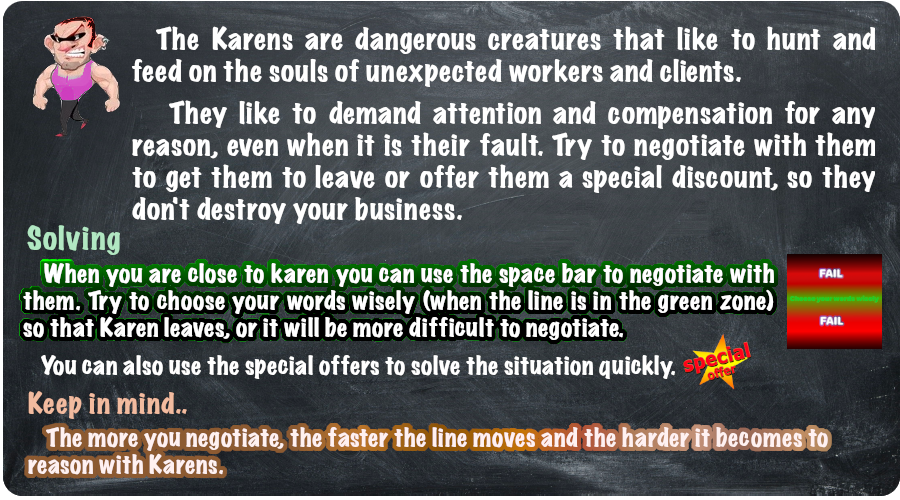 The Karens are dangerous creatures that like to hunt and
feed on the souls of unexpected workers and clients.
They like to demand attention and compensation for any
reason, even when it is their fault. Try to negotiate with them
to get them to leave or offer them a special discount, so they
don't destroy your business.
Solving
When you are close to karen you can use the space bar to negotiate with
them. Try to choose your words wisely (when the line is in the green zone)
so that Karen leaves, or it will be more difficult to negotiate.
FAIL
Choose your words wisely
FAIL
You can also use the special offers to solve the situation quickly.
special
offer
Keep in mind..
The more you negotiate, the faster the line moves and the harder it becomes to
reason with Karens.